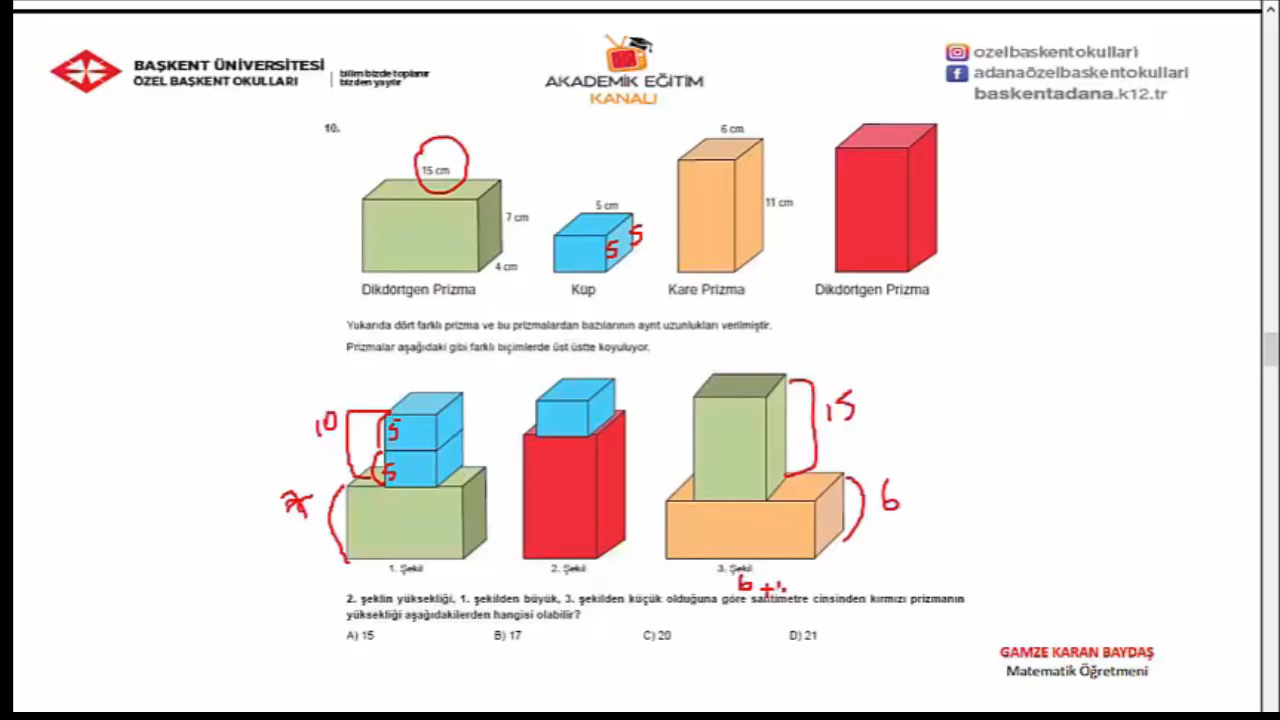 BAŞKENT ÜNİVERSİTESİ
ÖZEL BAŞKENT OKULLARI
bilim bizde toplanır
bizden yayılır
AKADEMİK EĞİTİM
KANALI
ozelbaskentokullari
adanaözelbaskentokullari
baskentadana.k12.tr
10.
15 cm
7 cm
4 cm
Dikdörtgen Prizma
5 cm
5
5
Küp
6 cm
11 cm
Kare Prizma
Dikdörtgen Prizma
Yukarıda dört farklı prizma ve bu prizmalardan bazılarının ayrıt uzunlukları verilmiştir.
Prizmalar aşağıdaki gibi farklı biçimlerde üst üstte koyuluyor.
10
5
5
7
1. Şekil
2. Şekil
15
6
3. Şekil
6 +
2. şeklin yüksekliği, 1. şekilden büyük, 3. şekilden küçük olduğuna göre santimetre cinsinden kırmızı prizmanın
yüksekliği aşağıdakilerden hangisi olabilir?
A) 15 B) 17 C) 20 D) 21
GAMZE KARAN BAYDAŞ
Matematik Öğretmeni